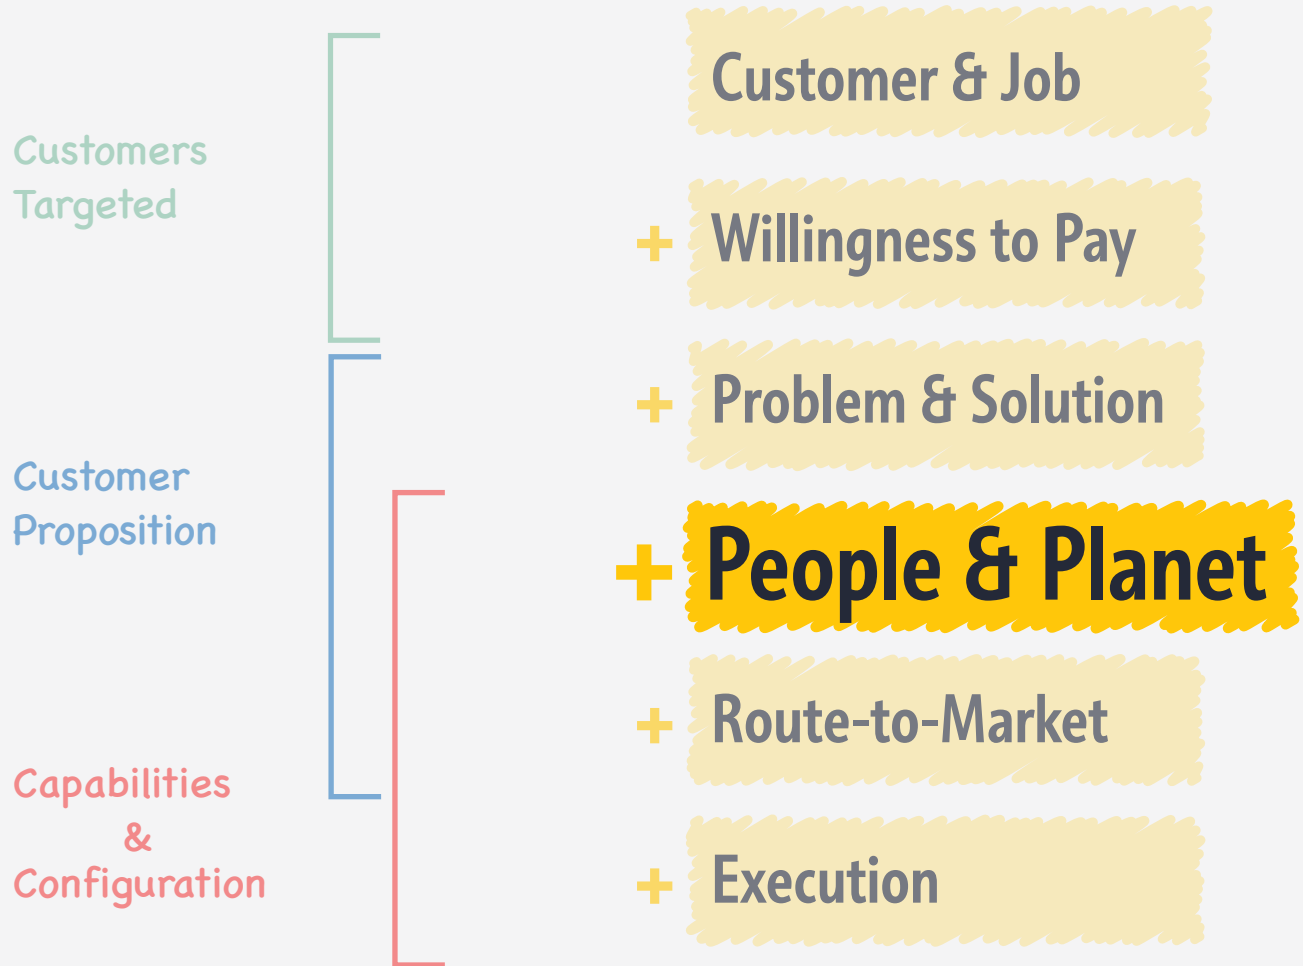 Customers
Targeted
Customer
Proposition
Capabilities
&
Configuration
Customer & Job
+ Willingness to Pay
+ Problem & Solution
+ People & Planet
+ Route-to-Market
+ Execution